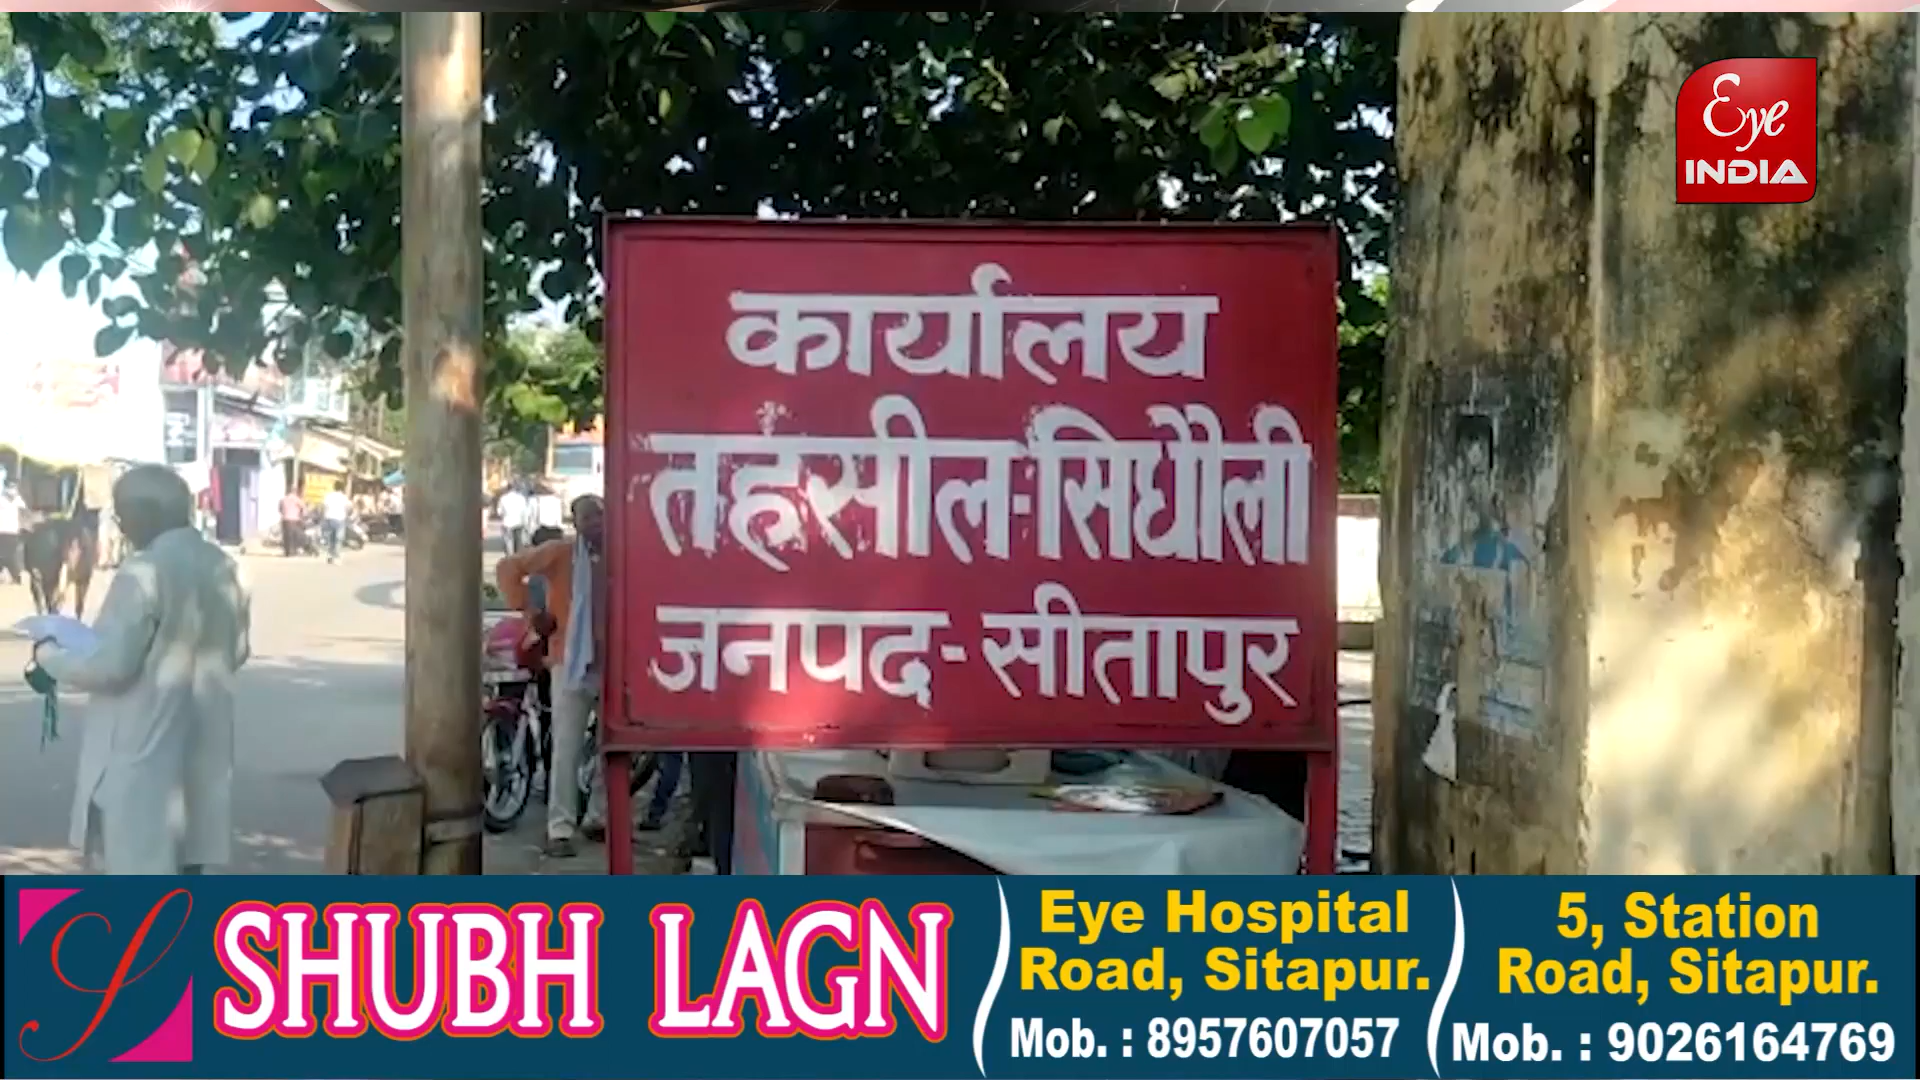 Eye
INDIA
कार्यालय
तहसील-सिधौली
जनपद-सीतापुर
SHUBH LAGN
Eye Hospital
Road, Sitapur.
Mob. : 8957607057
5, Station
Road, Sitapur.
Mob. : 9026164769